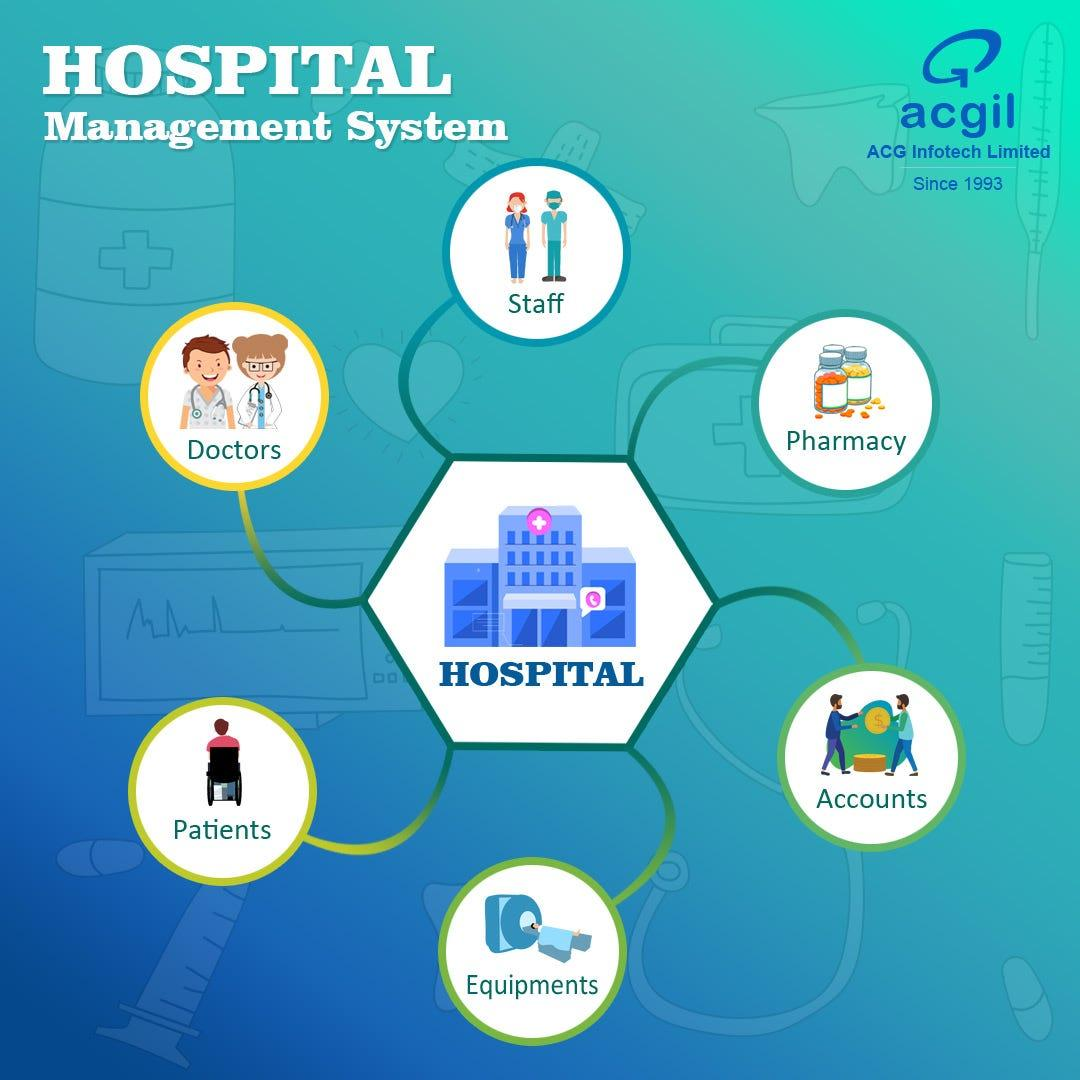 HOSPITAL
Management System
acgil
ACG Infotech Limited
Since 1993
Staff
Doctors
Pharmacy
HOSPITAL
Accounts
Patients
Equipments
$